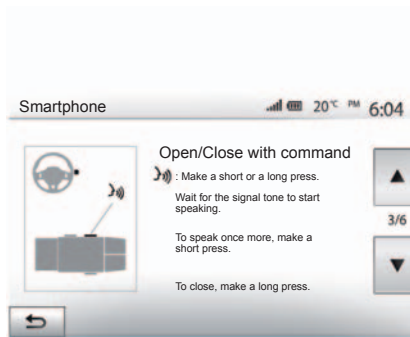 Smartphone
20°C PM 6:04
Open/Close with command
: Make a short or a long press.
Wait for the signal tone to start
speaking.
3/6
To speak once more, make a
short press.
To close, make a long press.